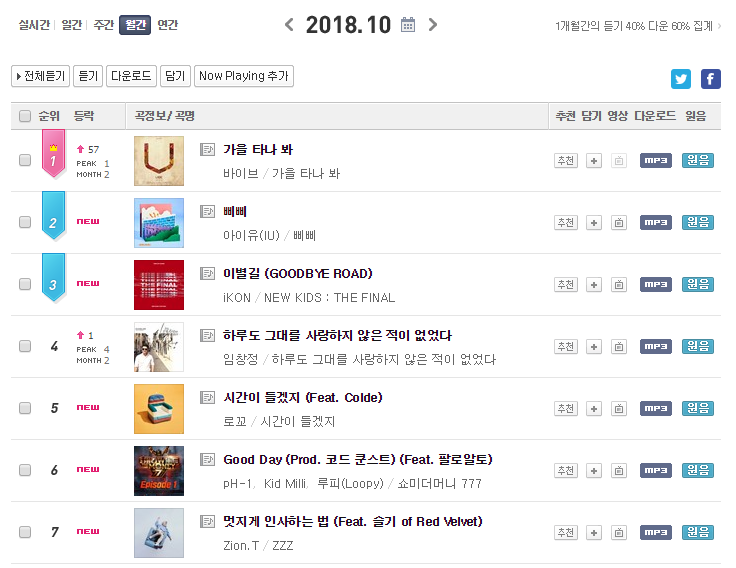 실시간 일간 주간 월간 연간
2018.10
1개월간의 듣기 40% 다운 60% 집계
전체듣기 듣기 다운로드 담기 Now Playing 추가
순위 등락 곡정보/곡명 추천 담기 영상 다운로드 원음
1 57 가을 타나 봐 추천 MP3 원음
PEAK 1
MONTH 2 바이브 / 가을 타나 봐
2 NEW 삐삐 추천 MP3 원음
아이유(IU) / 삐삐
3 NEW 이별길 (GOODBYE ROAD) 추천 MP3 원음
THE FINAL
iKON / NEW KIDS : THE FINAL
4 1 하루도 그대를 사랑하지 않은 적이 없었다 추천 MP3 원음
PEAK 4
MONTH 2 임창정 / 하루도 그대를 사랑하지 않은 적이 없었다
5 NEW 시간이 들겠지 (Feat. Colde) 추천 MP3 원음
로꼬 / 시간이 들겠지
6 NEW Good Day (Prod. 코드 쿤스트) (Feat. 팔로알토) 추천 MP3 원음
Episode 1
pH-1, Kid Milli, 루피(Loopy) / 쇼미더머니 777
7 NEW 멋지게 인사하는 법 (Feat. 슬기 of Red Velvet) 추천 MP3 원음
Zion.T / ZZZ